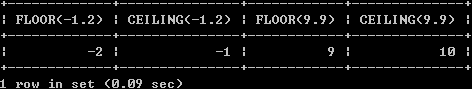 +-------------+---------------+------------+--------------+
| FLOOR(-1.2) | CEILING(-1.2) | FLOOR(9.9) | CEILING(9.9) |
+-------------+---------------+------------+--------------+
|          -2 |            -1 |          9 |           10 |
+-------------+---------------+------------+--------------+
1 row in set (0.09 sec)